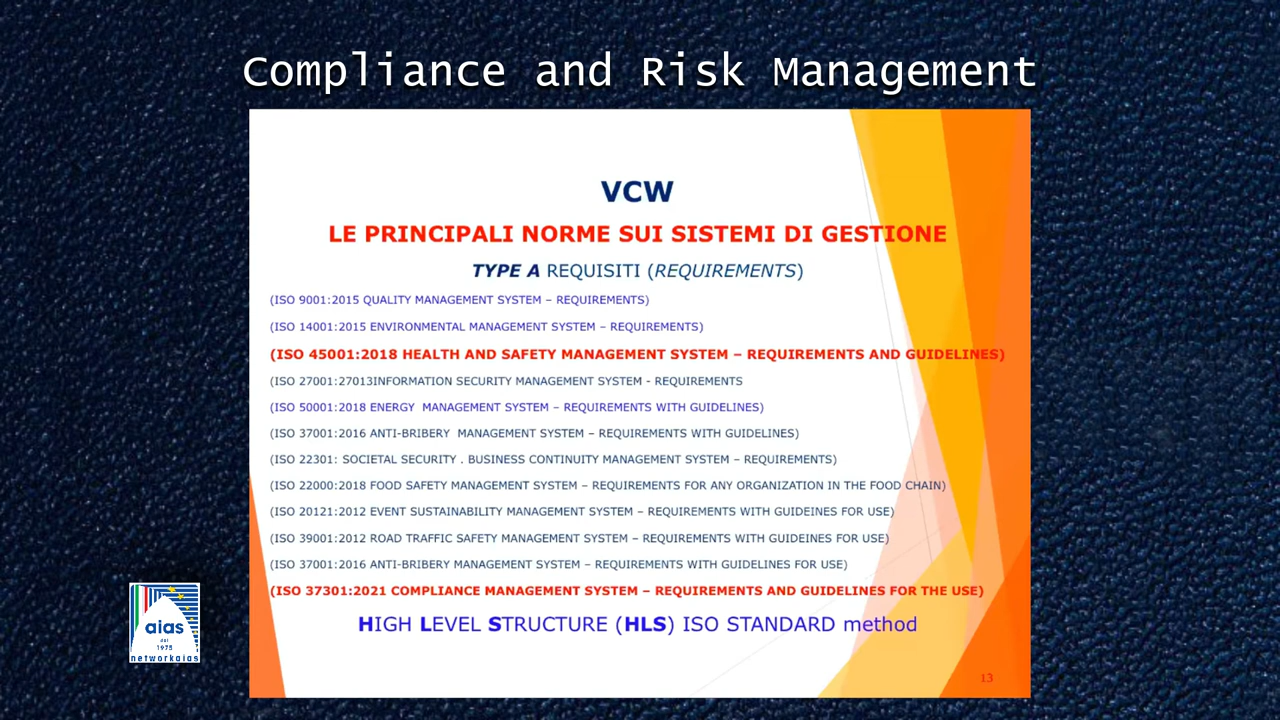 Compliance and Risk Management
VCW
LE PRINCIPALI NORME SUI SISTEMI DI GESTIONE
TYPE A REQUISITI (REQUIREMENTS)
(ISO 9001:2015 QUALITY MANAGEMENT SYSTEM – REQUIREMENTS)
(ISO 14001:2015 ENVIRONMENTAL MANAGEMENT SYSTEM – REQUIREMENTS)
(ISO 45001:2018 HEALTH AND SAFETY MANAGEMENT SYSTEM – REQUIREMENTS AND GUIDELINES)
(ISO 27001:27013INFORMATION SECURITY MANAGEMENT SYSTEM - REQUIREMENTS
(ISO 50001:2018 ENERGY MANAGEMENT SYSTEM – REQUIREMENTS WITH GUIDELINES)
(ISO 37001:2016 ANTI-BRIBERY MANAGEMENT SYSTEM – REQUIREMENTS WITH GUIDELINES)
(ISO 22301: SOCIETAL SECURITY . BUSINESS CONTINUITY MANAGEMENT SYSTEM – REQUIREMENTS)
(ISO 22000:2018 FOOD SAFETY MANAGEMENT SYSTEM – REQUIREMENTS FOR ANY ORGANIZATION IN THE FOOD CHAIN)
(ISO 20121:2012 EVENT SUSTAINABILITY MANAGEMENT SYSTEM – REQUIREMENTS WITH GUIDEINES FOR USE)
(ISO 39001:2012 ROAD TRAFFIC SAFETY MANAGEMENT SYSTEM – REQUIREMENTS WITH GUIDEINES FOR USE)
(ISO 37001:2016 ANTI-BRIBERY MANAGEMENT SYSTEM – REQUIREMENTS WITH GUIDELINES FOR USE)
(ISO 37301:2021 COMPLIANCE MANAGEMENT SYSTEM – REQUIREMENTS AND GUIDELINES FOR THE USE)
HIGH LEVEL STRUCTURE (HLS) ISO STANDARD method
13
aias
dal
1975
networkaias